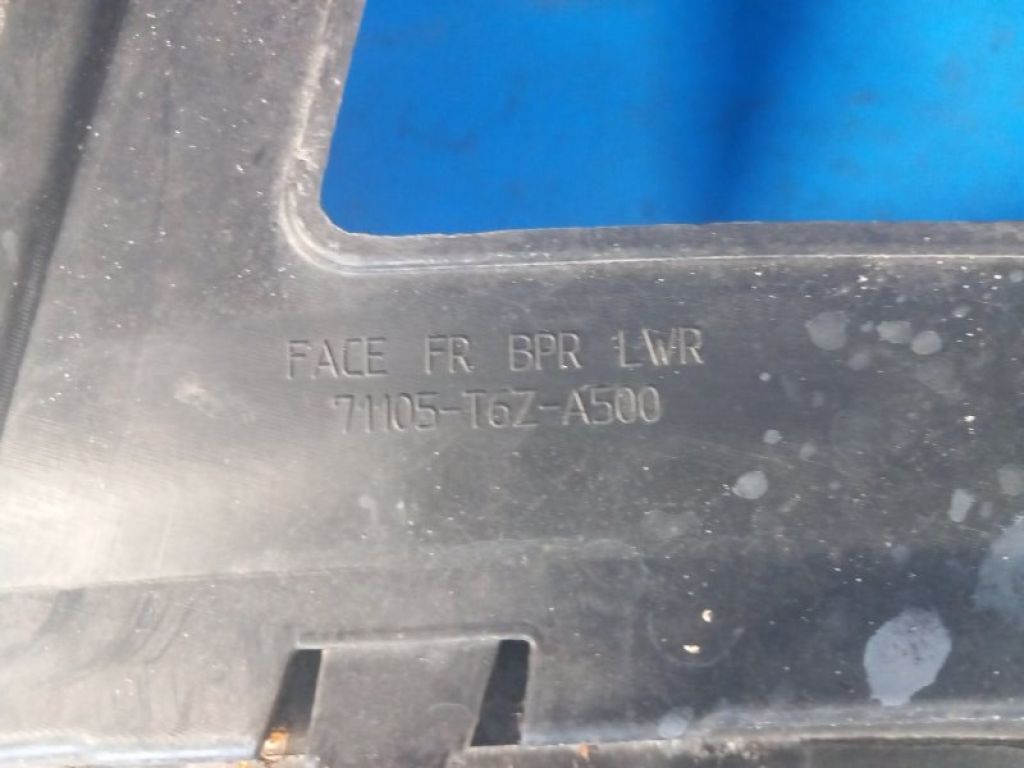 FACE FR BPR LWR
71105-T6Z-A500